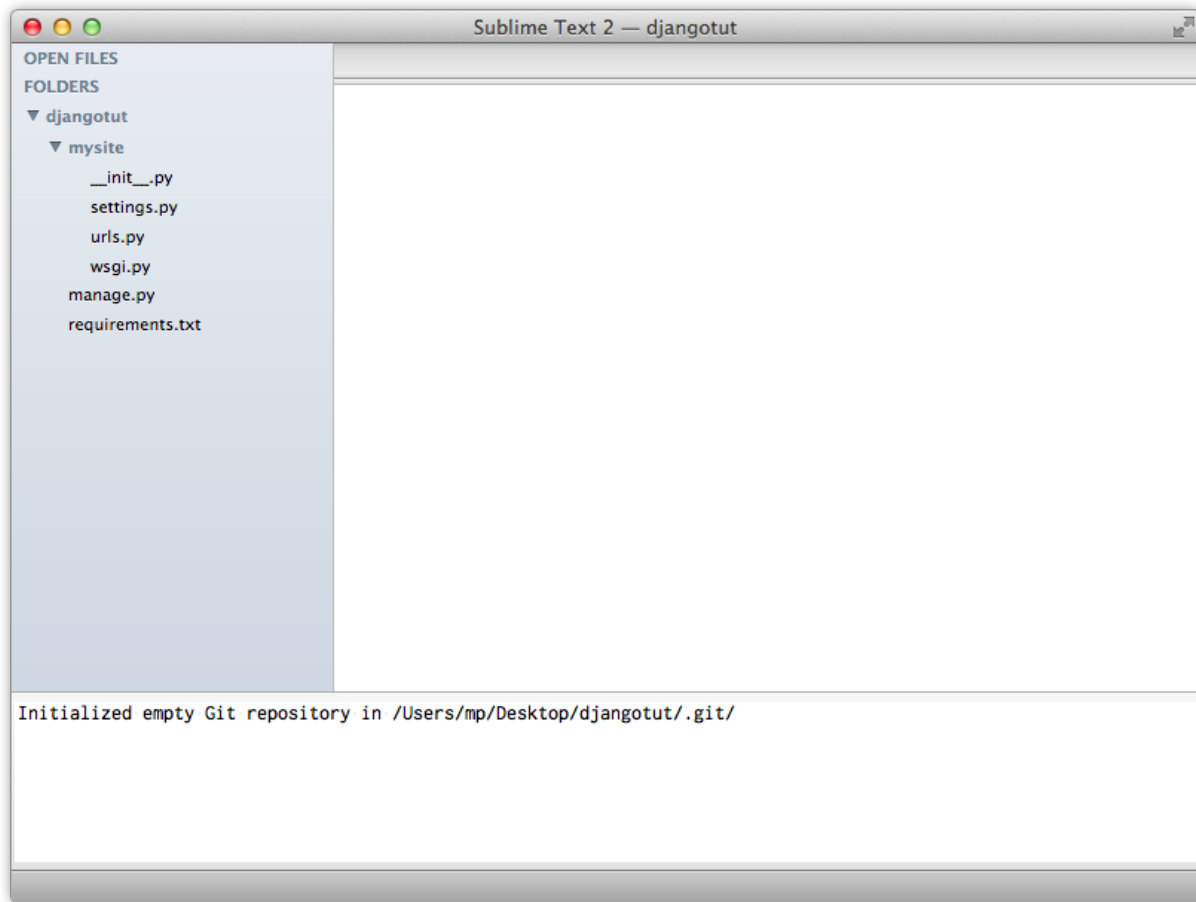 Sublime Text 2 — djangotut
OPEN FILES
FOLDERS
djangotut
mysite
__init__.py
settings.py
urls.py
wsgi.py
manage.py
requirements.txt
Initialized empty Git repository in /Users/mp/Desktop/djangotut/.git/